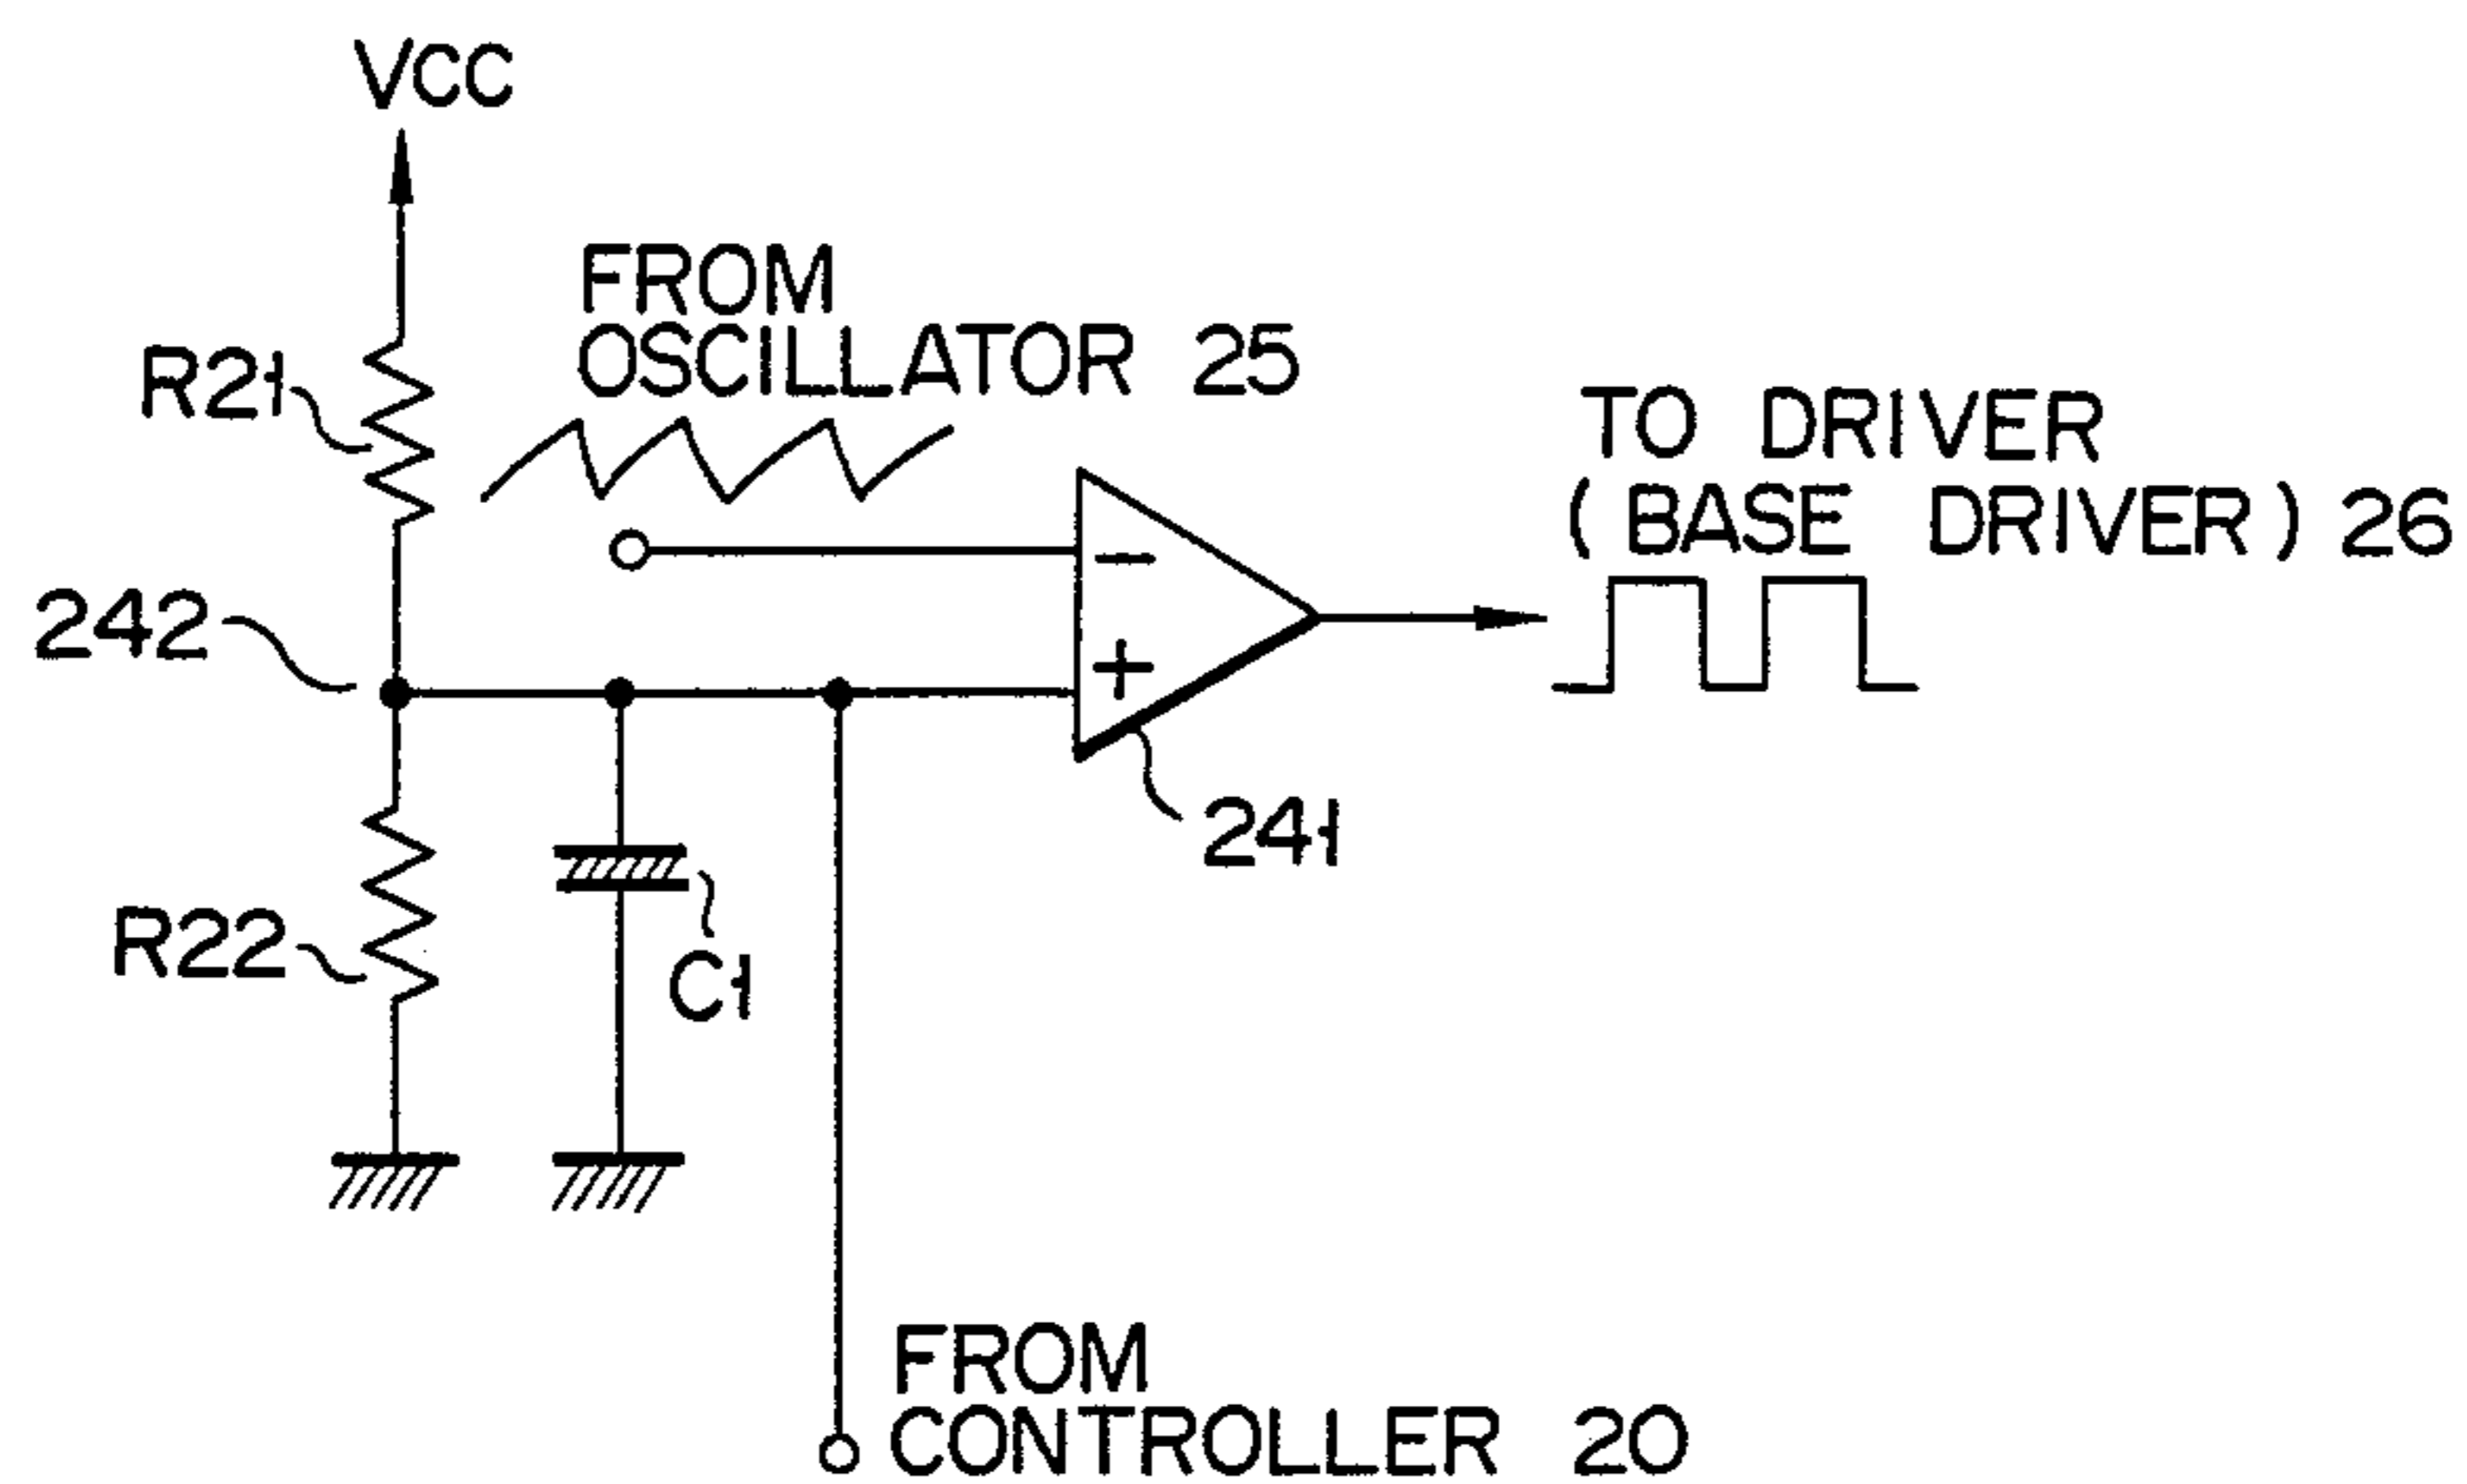 VCC
FROM
OSCILLATOR 25
R21
TO DRIVER
(BASE DRIVER) 26
242
−
+
241
R22
C1
FROM
CONTROLLER 20